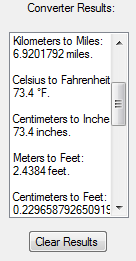 Converter Results:
Kilometers to Miles:
6.9201792 miles.
Celsius to Fahrenheit
73.4 °F.
Centimeters to Inche
73.4 inches.
Meters to Feet:
2.4384 feet.
Centimeters to Feet:
0.229658792650919
Clear Results